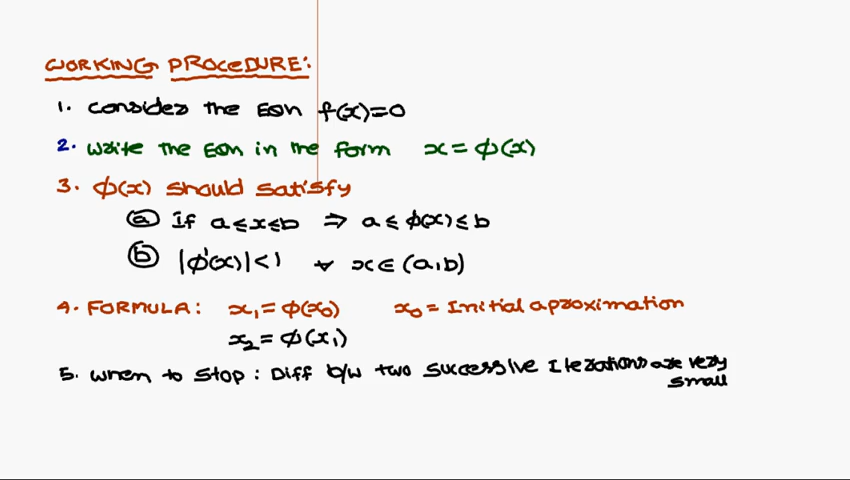 WORKING PROCEDURE:
1. Consider the Eqn f(x)=0
2. Write the Eqn in the form x = ϕ(x)
3. ϕ(x) should satisfy
(a) If a≤x≤b ⇒ a≤ϕ(x)≤b
(b) |ϕ'(x)|<1 ∀ x∈(a,b)
4. FORMULA: x₁=ϕ(x₀) x₀ = Initial aproximation
x₂=ϕ(x₁)
5. When to stop: Diff b/w two successive Iterations are very
small